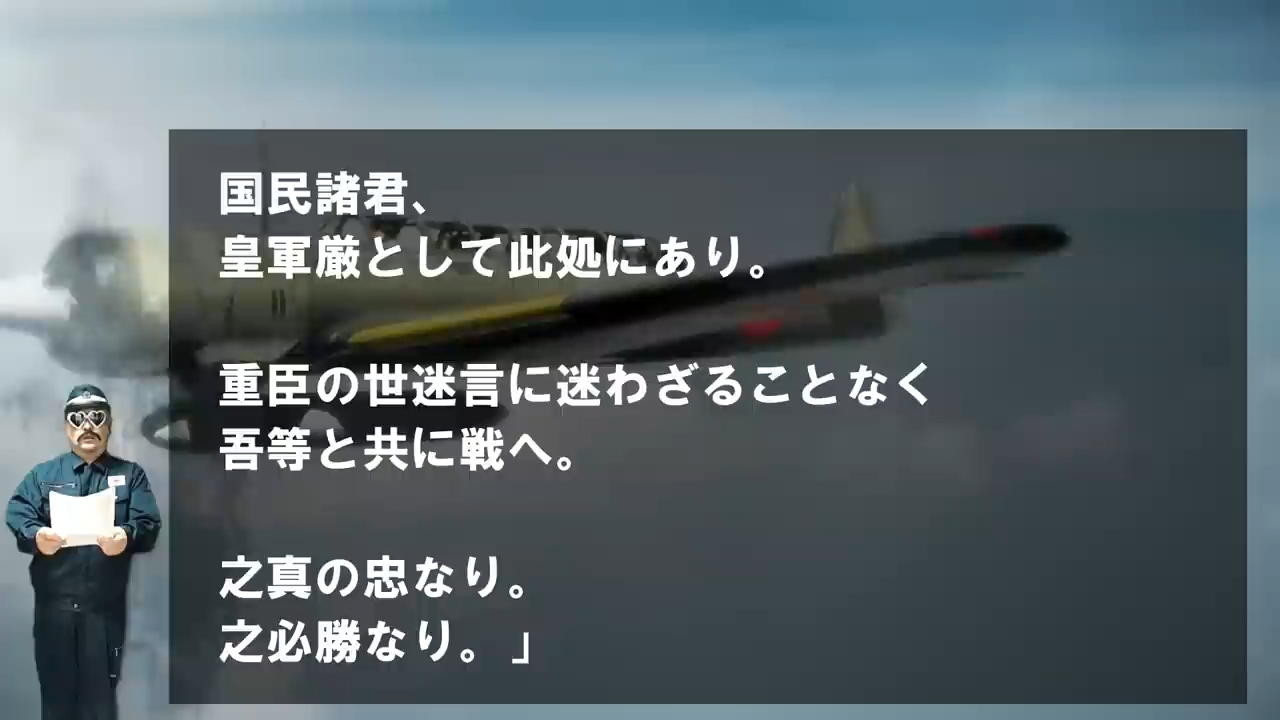 国民諸君、
皇軍厳として此処にあり。
重臣の世迷言に迷わざることなく
吾等と共に戦へ。
之真の忠なり。
之必勝なり。」